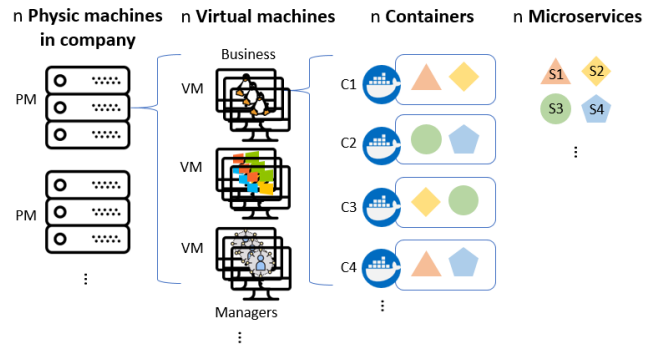 n Physic machines
in company
n Virtual machines
n Containers
n Microservices
Business
PM
VM
C1
S1
S2
S3
S4
C2
VM
C3
PM
VM
C4
Managers